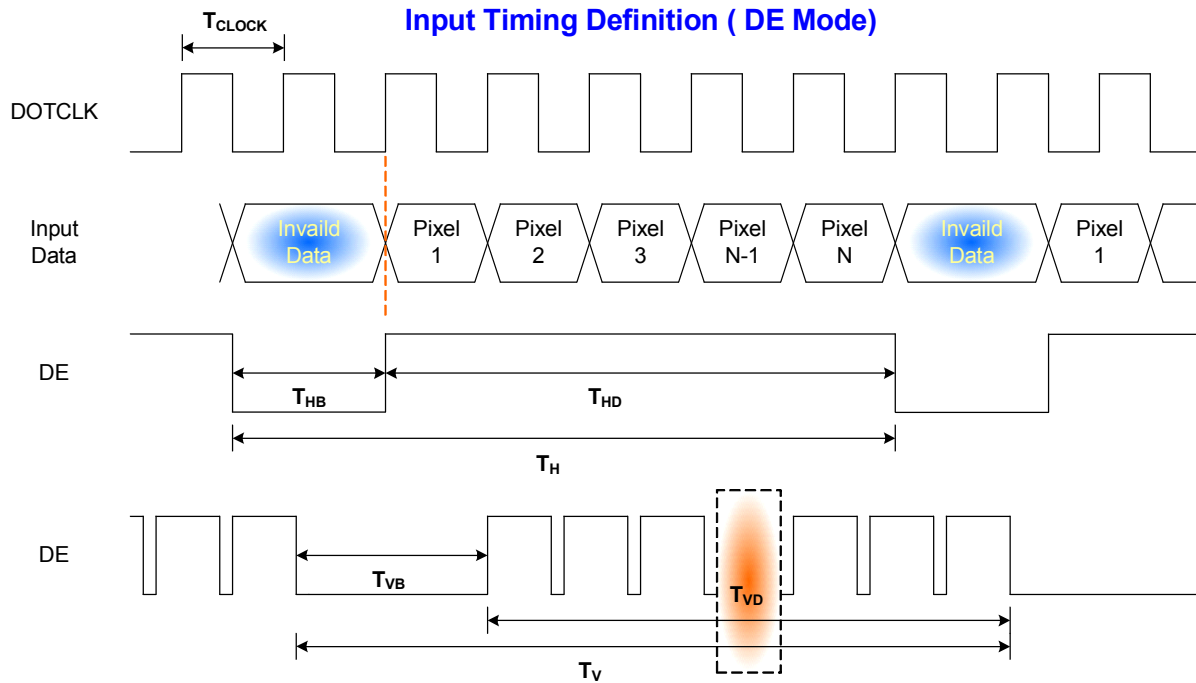 Input Timing Definition ( DE Mode)
TCLOCK
DOTCLK
Input
Data
Invaild
Data
Pixel
1
Pixel
2
Pixel
3
Pixel
N-1
Pixel
N
Invaild
Data
Pixel
1
DE
THB
THD
TH
DE
TVB
TVD
TV